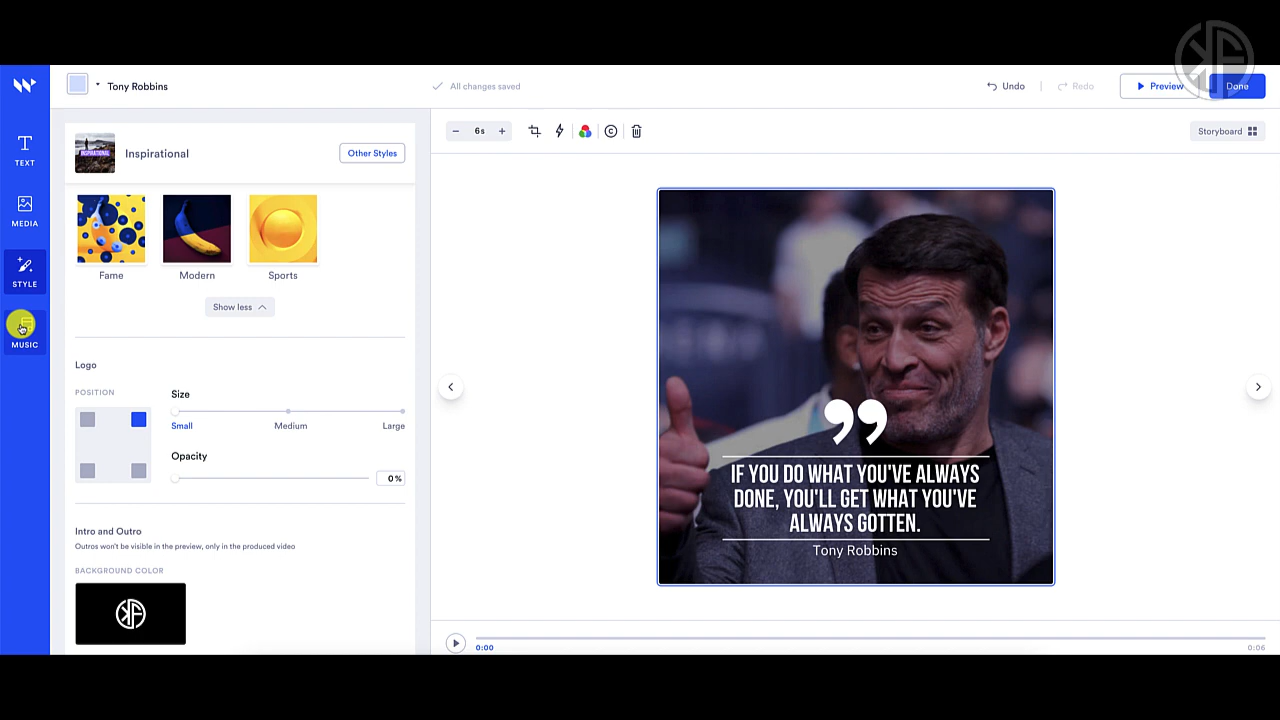 Tony Robbins
All changes saved
Undo
Redo
Preview
Done
TEXT
MEDIA
STYLE
MUSIC
INSPIRATIONAL
Inspirational
Other Styles
Fame
Modern
Sports
Show less
Logo
POSITION
Size
Small
Medium
Large
Opacity
0%
Intro and Outro
Outros won't be visible in the preview, only in the produced video
BACKGROUND COLOR
6s
Storyboard
IF YOU DO WHAT YOU'VE ALWAYS
DONE, YOU'LL GET WHAT YOU'VE
ALWAYS GOTTEN.
Tony Robbins
0:00
0:06